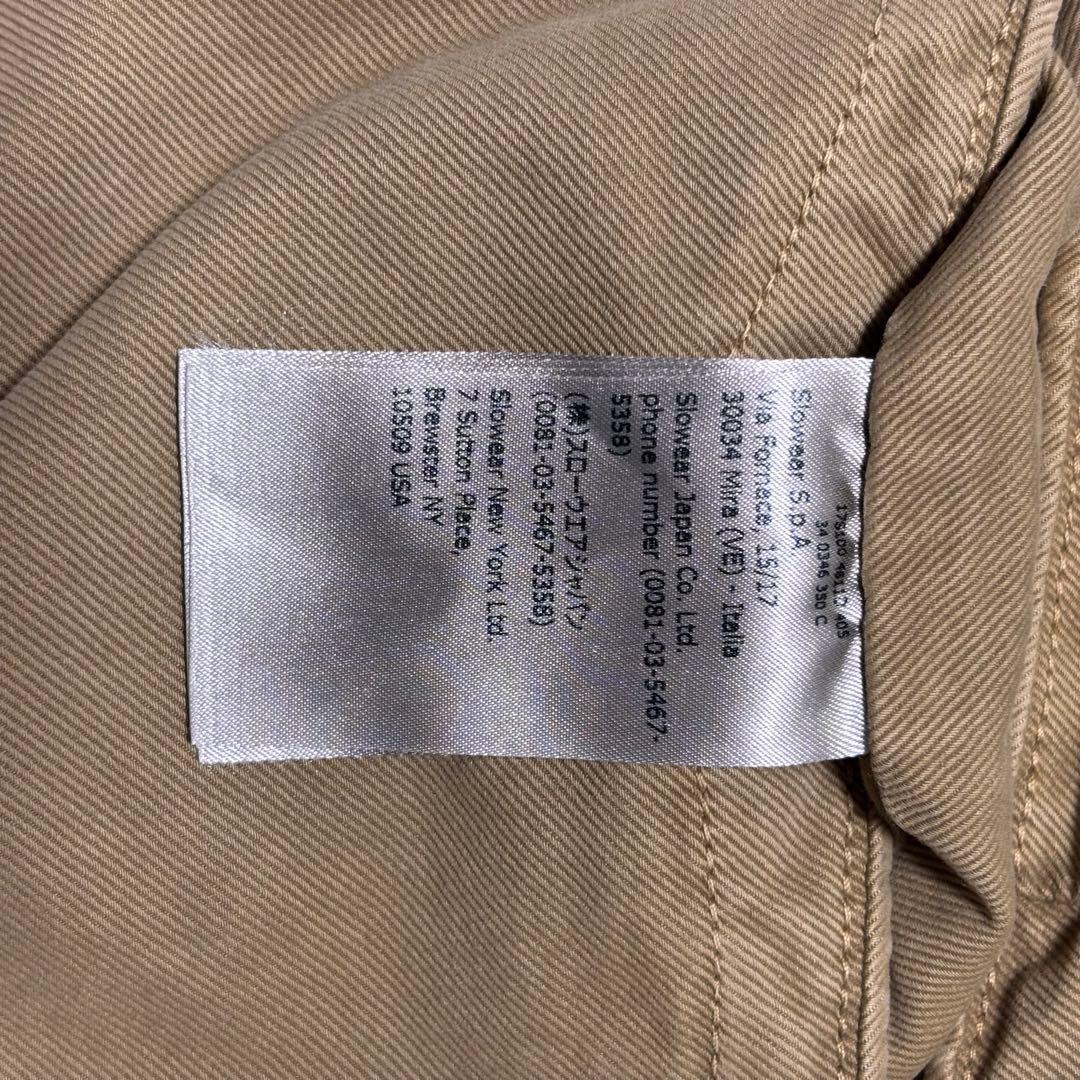 34 0346 350 C
Slowear S.p.A
Via Fornace, 15/17
30034 Mira (VE) - Italia
Slowear Japan Co. Ltd.
phone number (0081-03-5467-
5358)
(株)スローウエアジャパン
(0081-03-5467-5358)
Slowear New York Ltd
7 Sutton Place,
Brewster NY
10509 USA